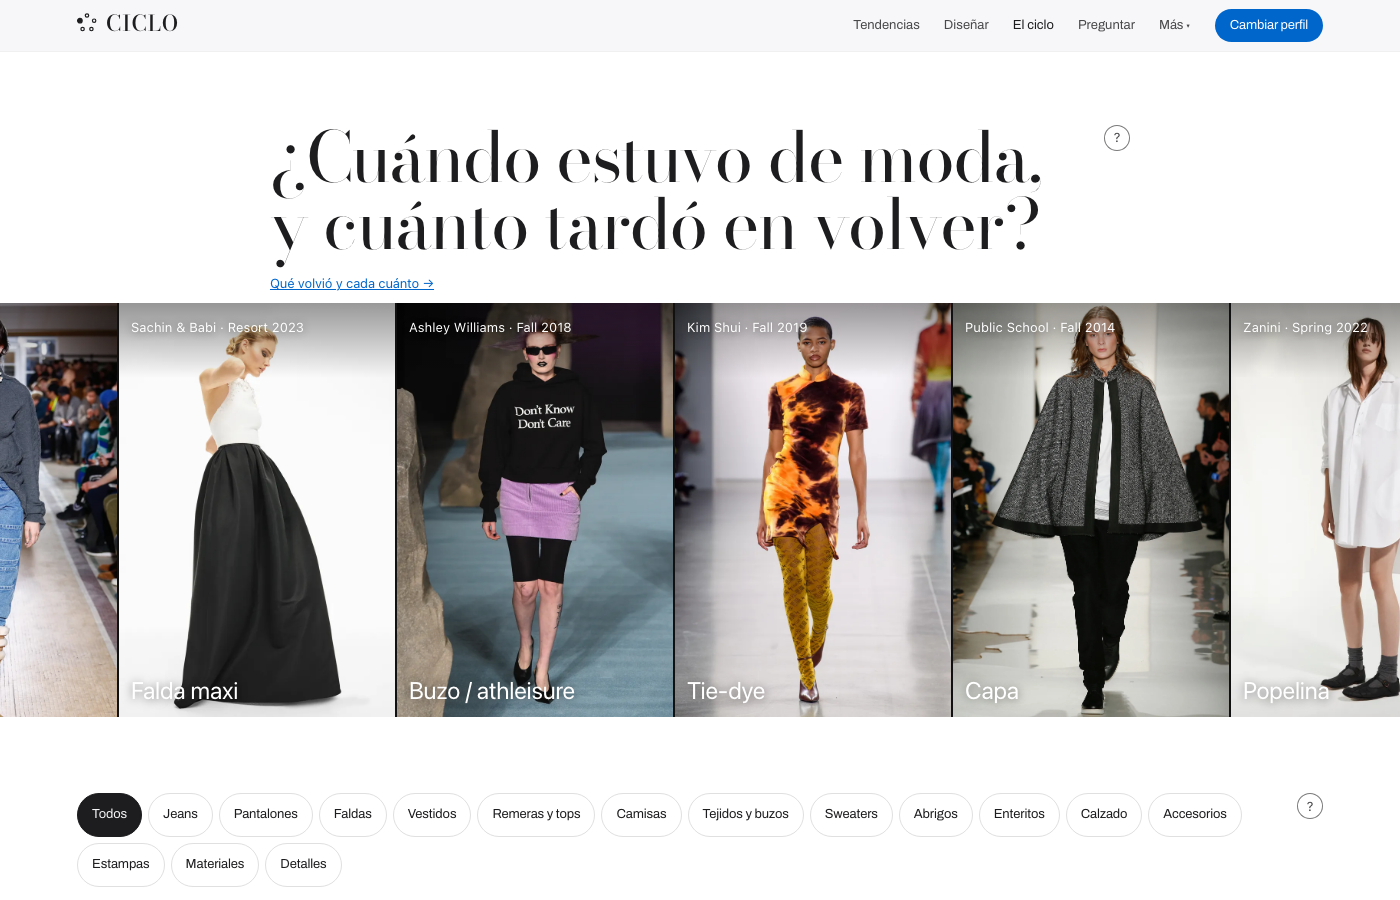 CICLO
Tendencias
Diseñar
El ciclo
Preguntar
Más
Cambiar perfil
¿Cuándo estuvo de moda,
y cuánto tardó en volver?
?
Qué volvió y cada cuánto →
Sachin & Babi · Resort 2023
Ashley Williams · Fall 2018
Kim Shui · Fall 2019
Public School · Fall 2014
Zanini · Spring 2022
Don't Know
Don't Care
Falda maxi
Buzo / athleisure
Tie-dye
Capa
Popelina
Todos
Jeans
Pantalones
Faldas
Vestidos
Remeras y tops
Camisas
Tejidos y buzos
Sweaters
Abrigos
Enteritos
Calzado
Accesorios
?
Estampas
Materiales
Detalles